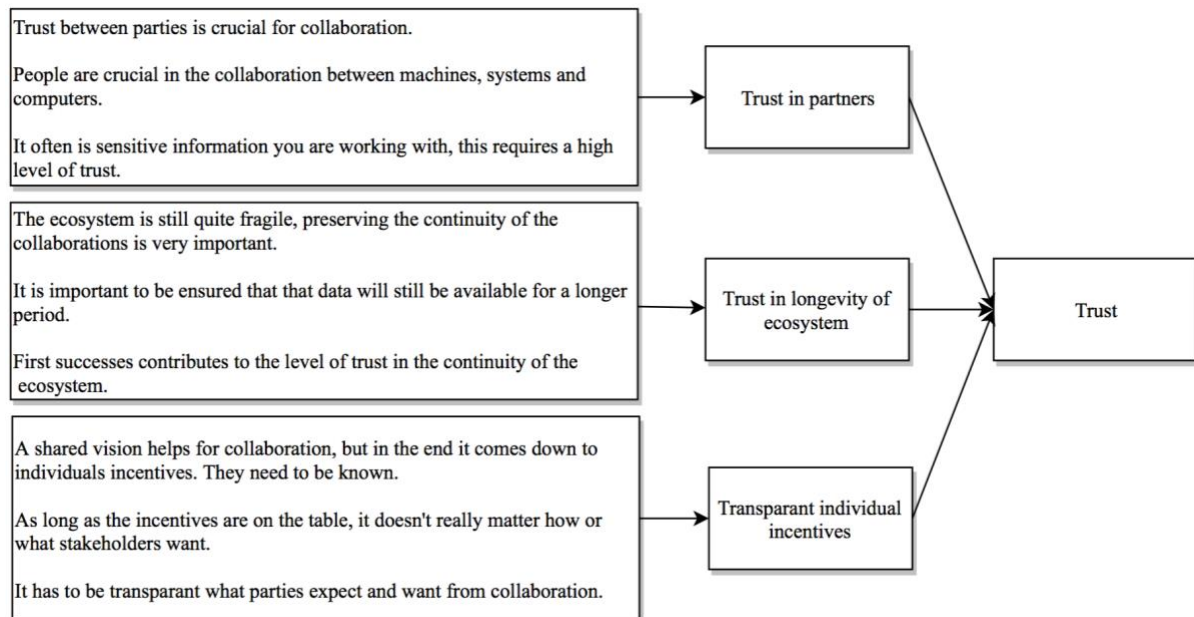 Trust between parties is crucial for collaboration.
People are crucial in the collaboration between machines, systems and
computers.
It often is sensitive information you are working with, this requires a high
level of trust.
Trust in partners
The ecosystem is still quite fragile, preserving the continuity of the
collaborations is very important.
It is important to be ensured that that data will still be available for a longer
period.
First successes contributes to the level of trust in the continuity of the
ecosystem.
Trust in longevity of
ecosystem
Trust
A shared vision helps for collaboration, but in the end it comes down to
individuals incentives. They need to be known.
As long as the incentives are on the table, it doesn't really matter how or
what stakeholders want.
It has to be transparant what parties expect and want from collaboration.
Transparant individual
incentives